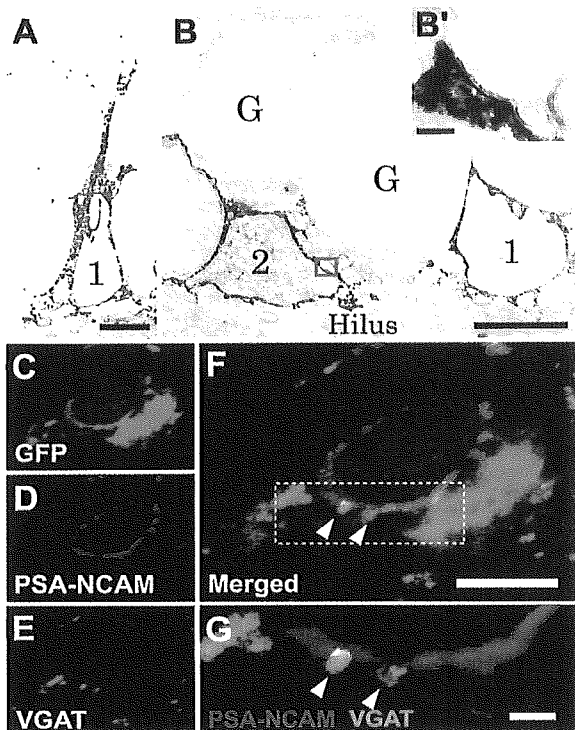 A
B
B'
G
G
1
2
1
Hilus
C
GFP
D
PSA-NCAM
E
VGAT
F
Merged
G
PSA-NCAM VGAT